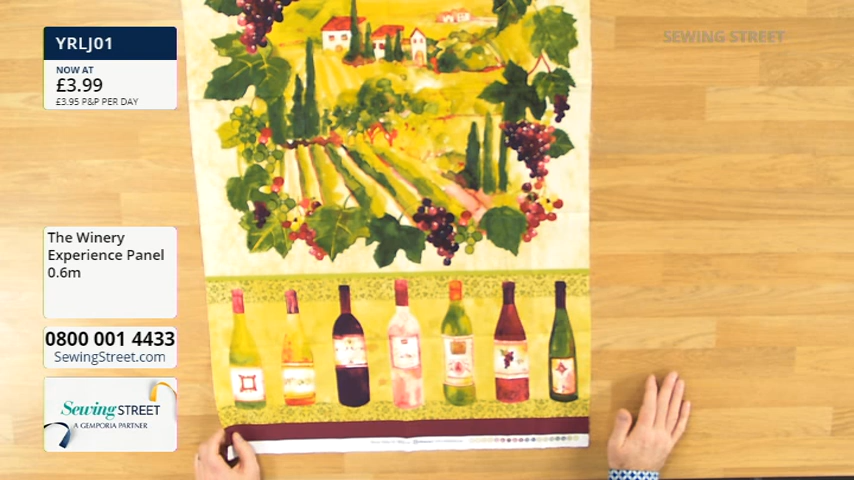 YRLJ01
NOW AT
£3.99
£3.95 P&P PER DAY
SEWING STREET
The Winery
Experience Panel
0.6m
0800 001 4433
SewingStreet.com
Sewing STREET
A GEMPORIA PARTNER